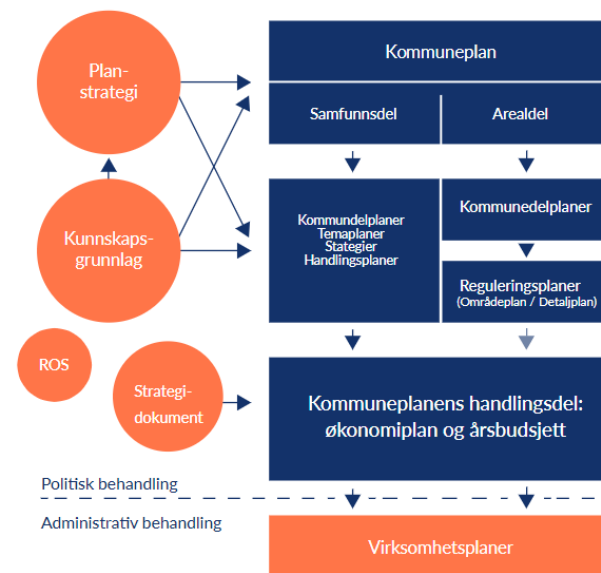 Plan-
strategi
Kommuneplan
Samfunnsdel
Arealdel
Kunnskaps-
grunnlag
Kommundelplaner
Temaplaner
Stategier
Handlingsplaner
Kommunedelplaner
Reguleringsplaner
(Områdeplan / Detaljplan)
ROS
Strategi-
dokument
Kommuneplanens handlingsdel:
økonomiplan og årsbudsjett
Politisk behandling
Administrativ behandling
Virksomhetsplaner